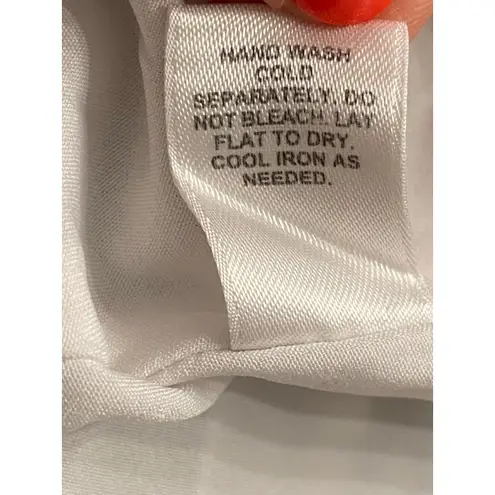 HAND WASH
COLD
SEPARATELY. DO
NOT BLEACH. LAY
FLAT TO DRY.
COOL IRON AS
NEEDED.